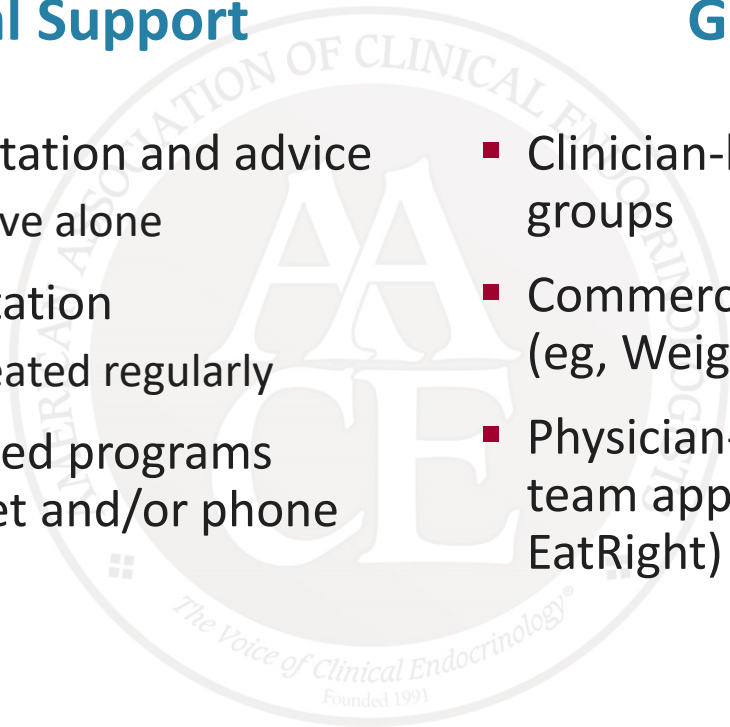 al Support
tation and advice
ve alone
tation
eated regularly
ed programs
et and/or phone
G
Clinician-
groups
Commerc
(eg, Weig
Physician-
team app
EatRight)
AMERICAN ASSOCIATION OF CLINICAL ENDOCRINOLOGISTS
AACE
The Voice of Clinical Endocrinology®
Founded 1991